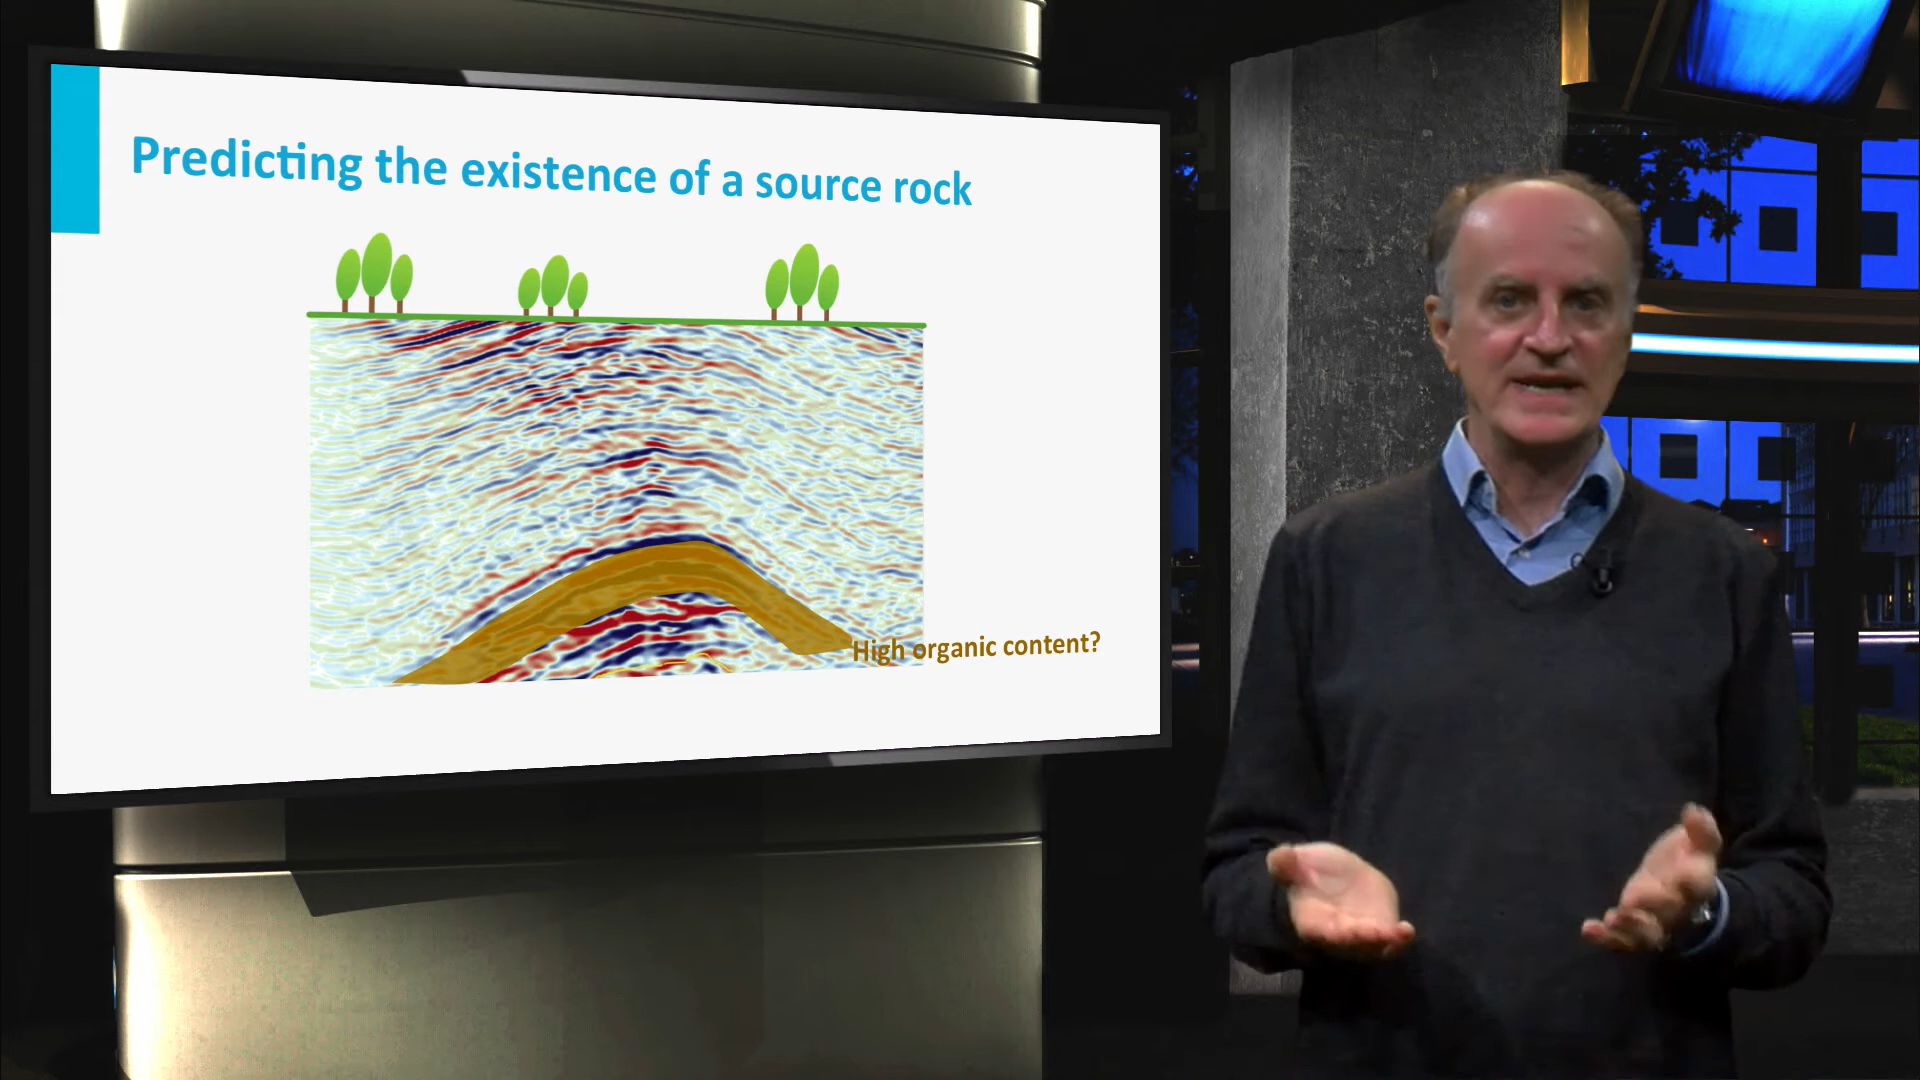 Predicting the existence of a source rock
High organic content?